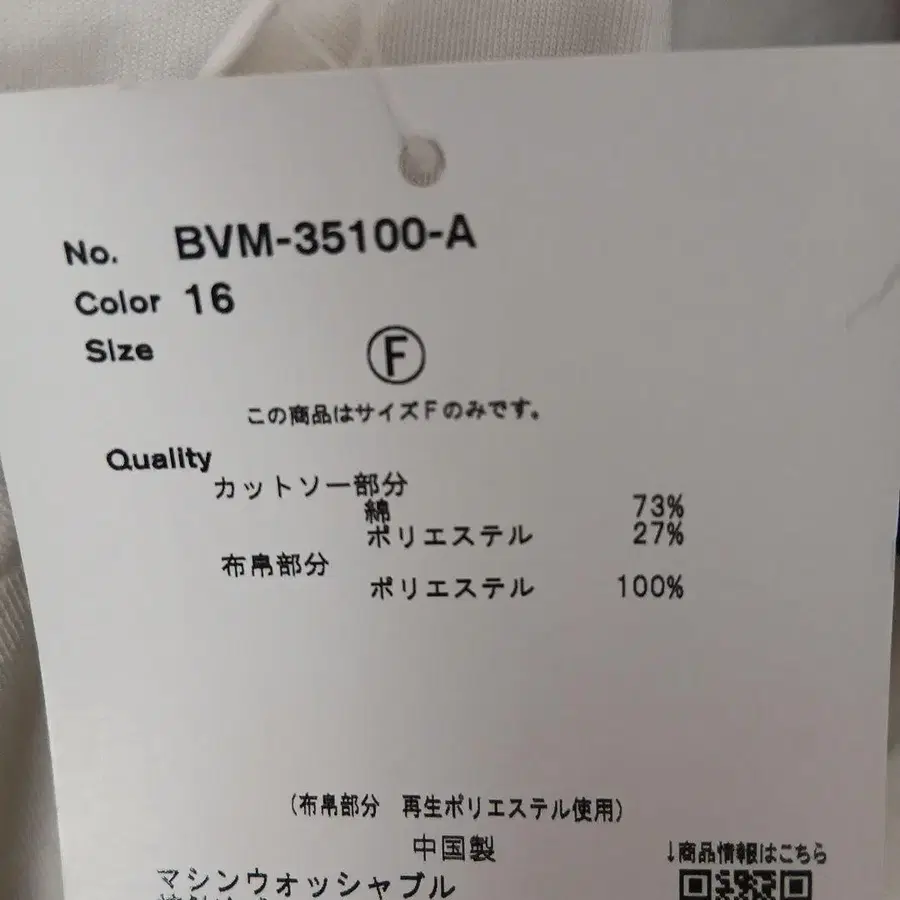 No. BVM-35100-A
Color 16
Size Ⓕ
この商品はサイズFのみです。
Quality
カットソー部分
綿 73%
ポリエステル 27%
布帛部分
ポリエステル 100%
(布帛部分 再生ポリエステル使用)
中国製
↓商品情報はこちら
マシンウォッシャブル